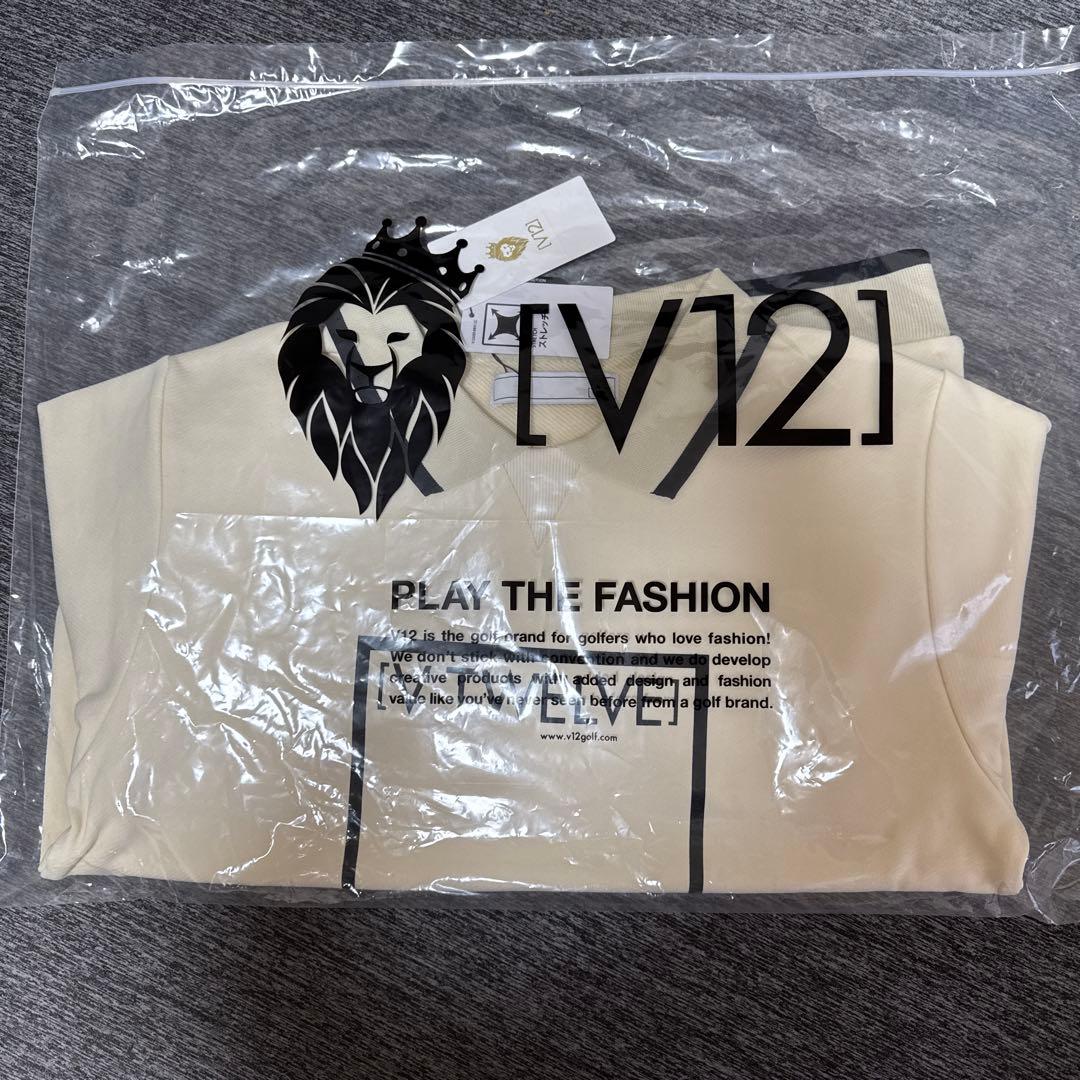 [V12]
ストレッチ
STRETCH
[V12]
PLAY THE FASHION
V12 is the golf brand for golfers who love fashion!
We don't stick with convention and we do develop
creative products with added design and fashion
value like you've never seen before from a golf brand.
[V-TWELVE]
www.v12golf.com